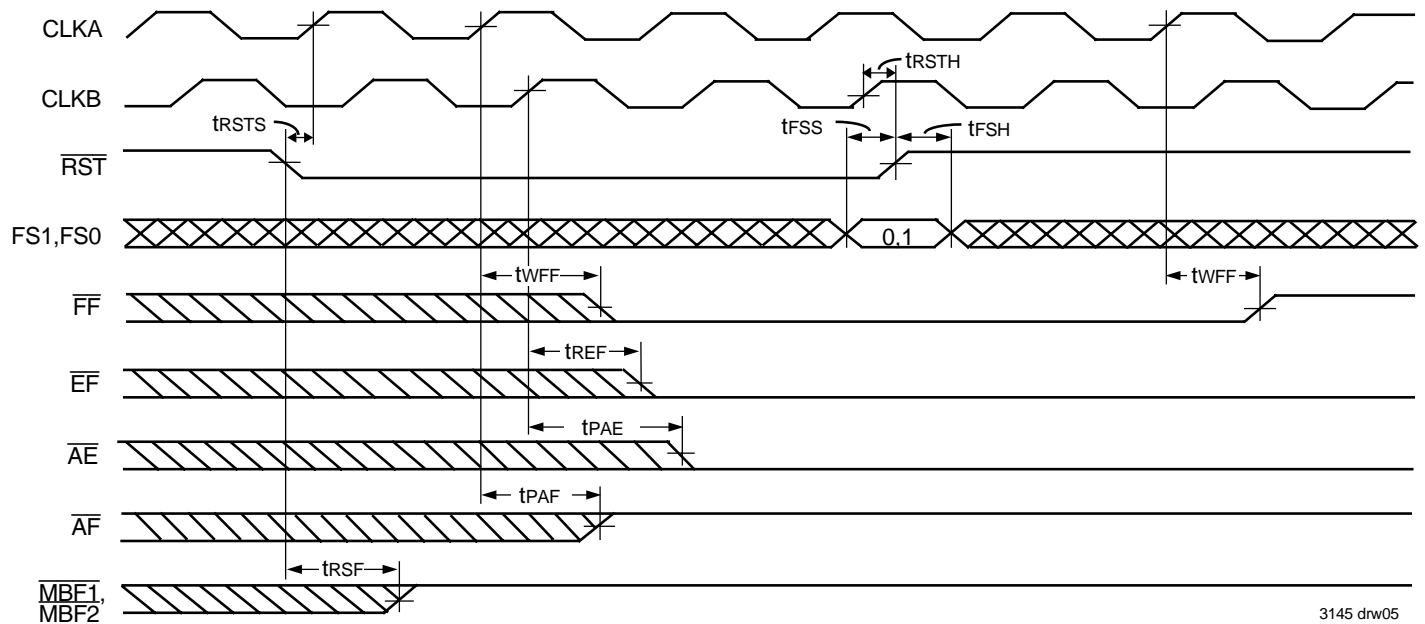 CLKA
tRSTH
CLKB
tRSTS
tFSS
tFSH
RST
FS1,FS0
0,1
tWFF
tWFF
FF
tREF
EF
tPAE
AE
tPAF
AF
tRSF
MBF1,
MBF2
3145 drw05